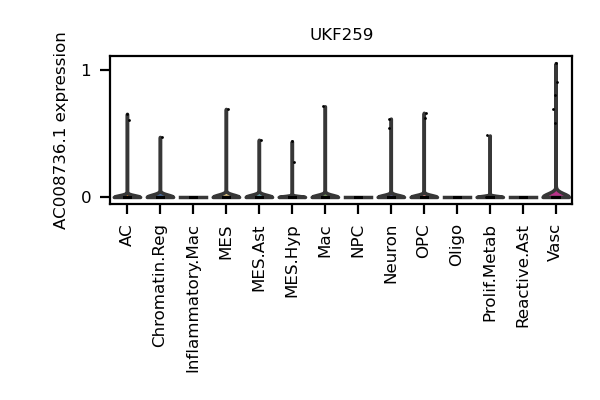 UKF259
AC008736.1 expression
1
0
AC
Chromatin.Reg
Inflammatory.Mac
MES
MES.Ast
MES.Hyp
Mac
NPC
Neuron
OPC
Oligo
Prolif.Metab
Reactive.Ast
Vasc